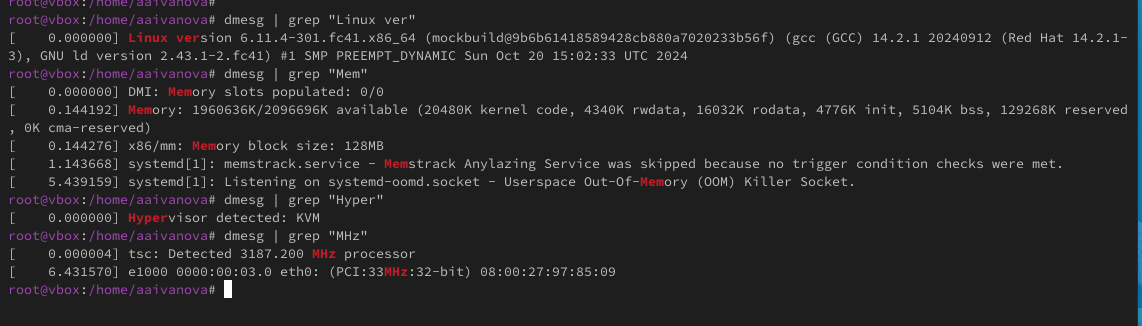 root@vbox:/home/aaivanova#
root@vbox:/home/aaivanova# dmesg | grep "Linux ver"
[    0.000000] Linux version 6.11.4-301.fc41.x86_64 (mockbuild@9b6b61418589428cb880a7020233b56f) (gcc (GCC) 14.2.1 20240912 (Red Hat 14.2.1-
3), GNU ld version 2.43.1-2.fc41) #1 SMP PREEMPT_DYNAMIC Sun Oct 20 15:02:33 UTC 2024
root@vbox:/home/aaivanova# dmesg | grep "Mem"
[    0.000000] DMI: Memory slots populated: 0/0
[    0.144192] Memory: 1960636K/2096696K available (20480K kernel code, 4340K rwdata, 16032K rodata, 4776K init, 5104K bss, 129268K reserved
, 0K cma-reserved)
[    0.144276] x86/mm: Memory block size: 128MB
[    1.143668] systemd[1]: memstrack.service - Memstrack Anylazing Service was skipped because no trigger condition checks were met.
[    5.439159] systemd[1]: Listening on systemd-oomd.socket - Userspace Out-Of-Memory (OOM) Killer Socket.
root@vbox:/home/aaivanova# dmesg | grep "Hyper"
[    0.000000] Hypervisor detected: KVM
root@vbox:/home/aaivanova# dmesg | grep "MHz"
[    0.000004] tsc: Detected 3187.200 MHz processor
[    6.431570] e1000 0000:00:03.0 eth0: (PCI:33MHz:32-bit) 08:00:27:97:85:09
root@vbox:/home/aaivanova#